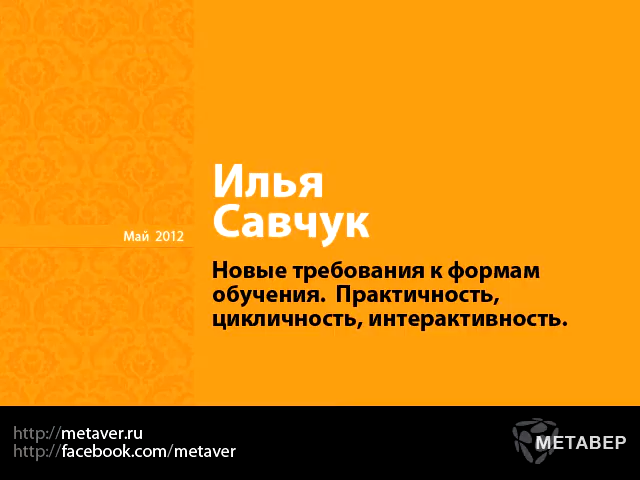 Илья
Савчук
Май 2012
Новые требования к формам
обучения. Практичность,
цикличность, интерактивность.
http://metaver.ru
http://facebook.com/metaver
МЕТАВЕР